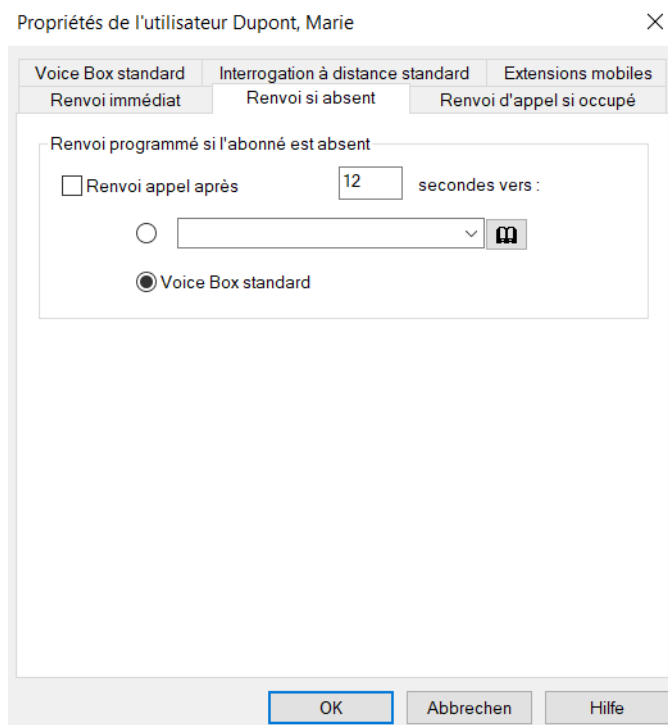 Propriétés de l'utilisateur Dupont, Marie
Voice Box standard Interrogation à distance standard Extensions mobiles
Renvoi immédiat Renvoi si absent Renvoi d'appel si occupé
Renvoi programmé si l'abonné est absent
Renvoi appel après 12 secondes vers :
Voice Box standard
OK Abbrechen Hilfe